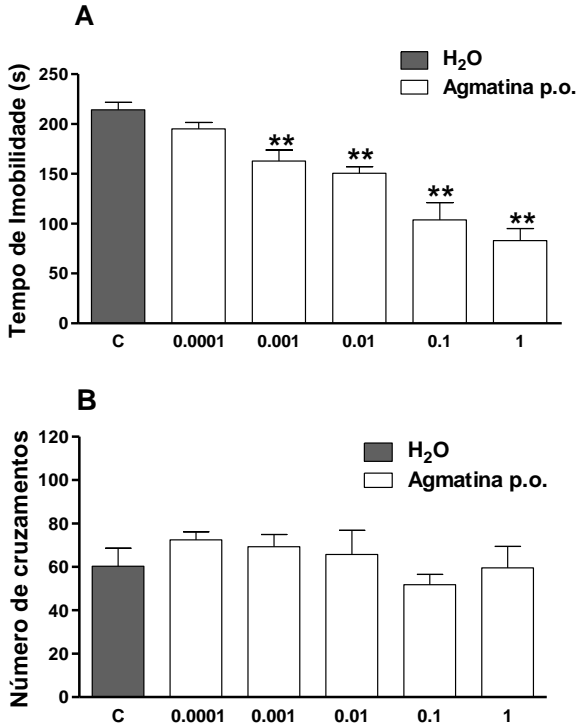 A
H₂O
Agmatina p.o.
Tempo de Imobilidade (s)
250
200
150
100
50
0
**
**
**
**
C 0.0001 0.001 0.01 0.1 1
B
H₂O
Agmatina p.o.
Número de cruzamentos
120
100
80
60
40
20
0
C 0.0001 0.001 0.01 0.1 1